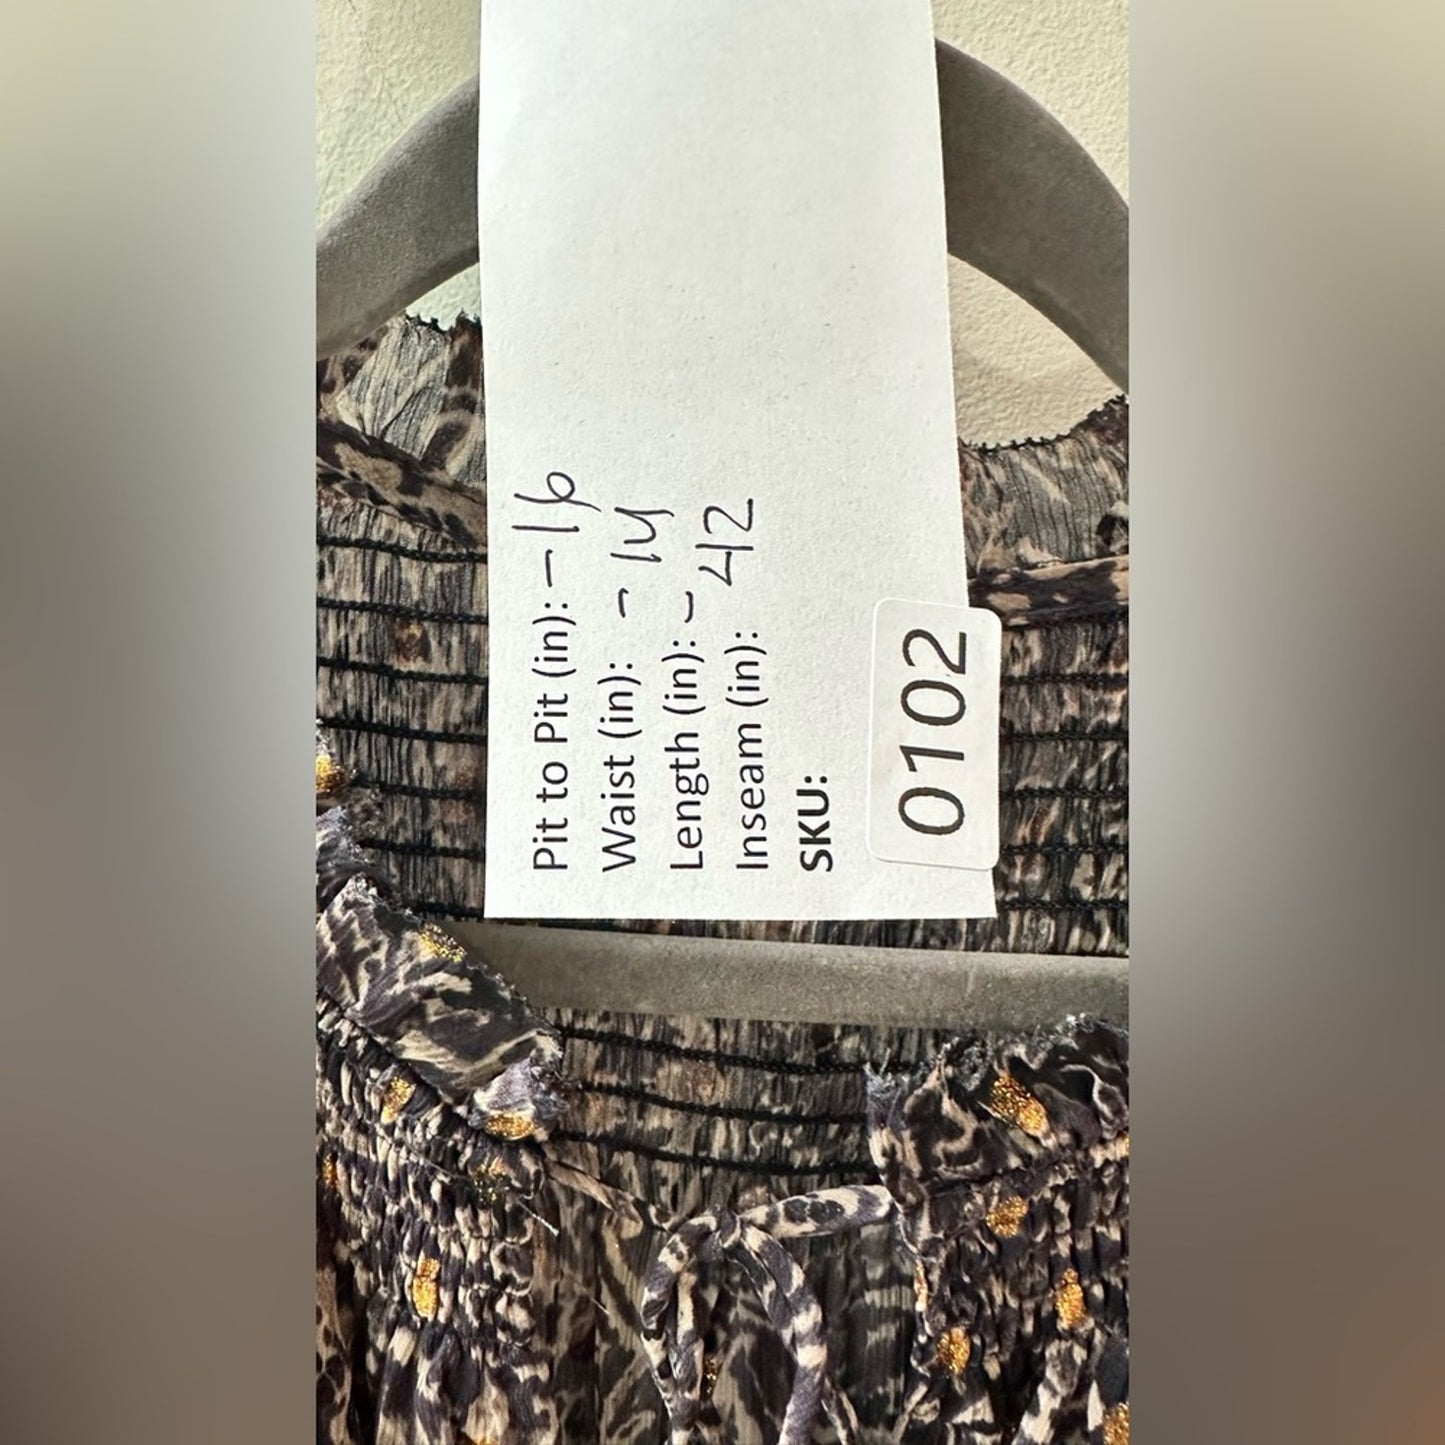 Pit to Pit (in): - 16
Waist (in): - 14
Length (in): - 42
Inseam (in):
SKU:
0102